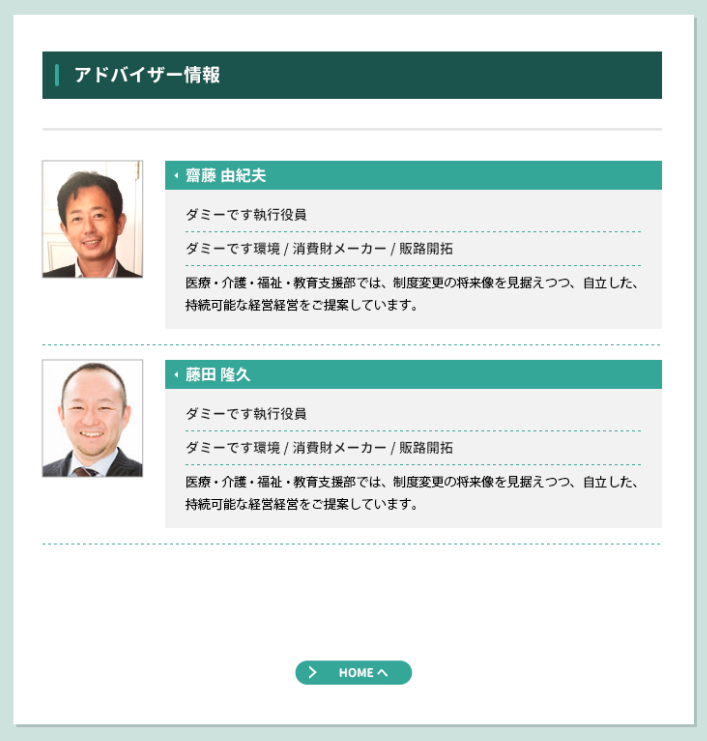 アドバイザー情報
齋藤 由紀夫
ダミーです執行役員
ダミーです環境 / 消費財メーカー / 販路開拓
医療・介護・福祉・教育支援部では、制度変更の将来像を見据えつつ、自立した、
持続可能な経営経営をご提案しています。
藤田 隆久
ダミーです執行役員
ダミーです環境 / 消費財メーカー / 販路開拓
医療・介護・福祉・教育支援部では、制度変更の将来像を見据えつつ、自立した、
持続可能な経営経営をご提案しています。
HOME へ